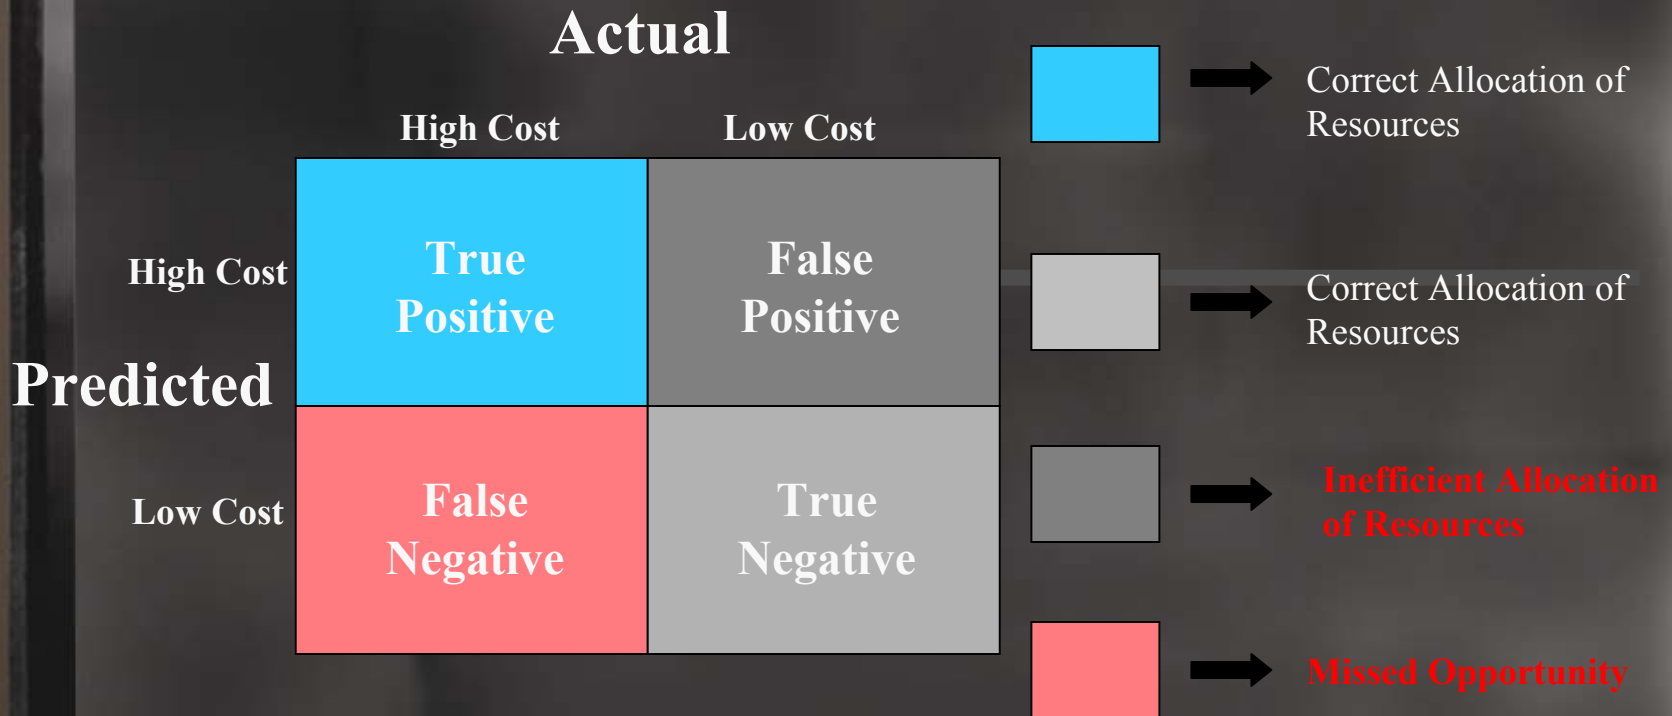 Actual
High Cost
Low Cost
High Cost
True
Positive
False
Positive
Predicted
Low Cost
False
Negative
True
Negative
Correct Allocation of
Resources
Correct Allocation of
Resources
Inefficient Allocation
of Resources
Missed Opportunity